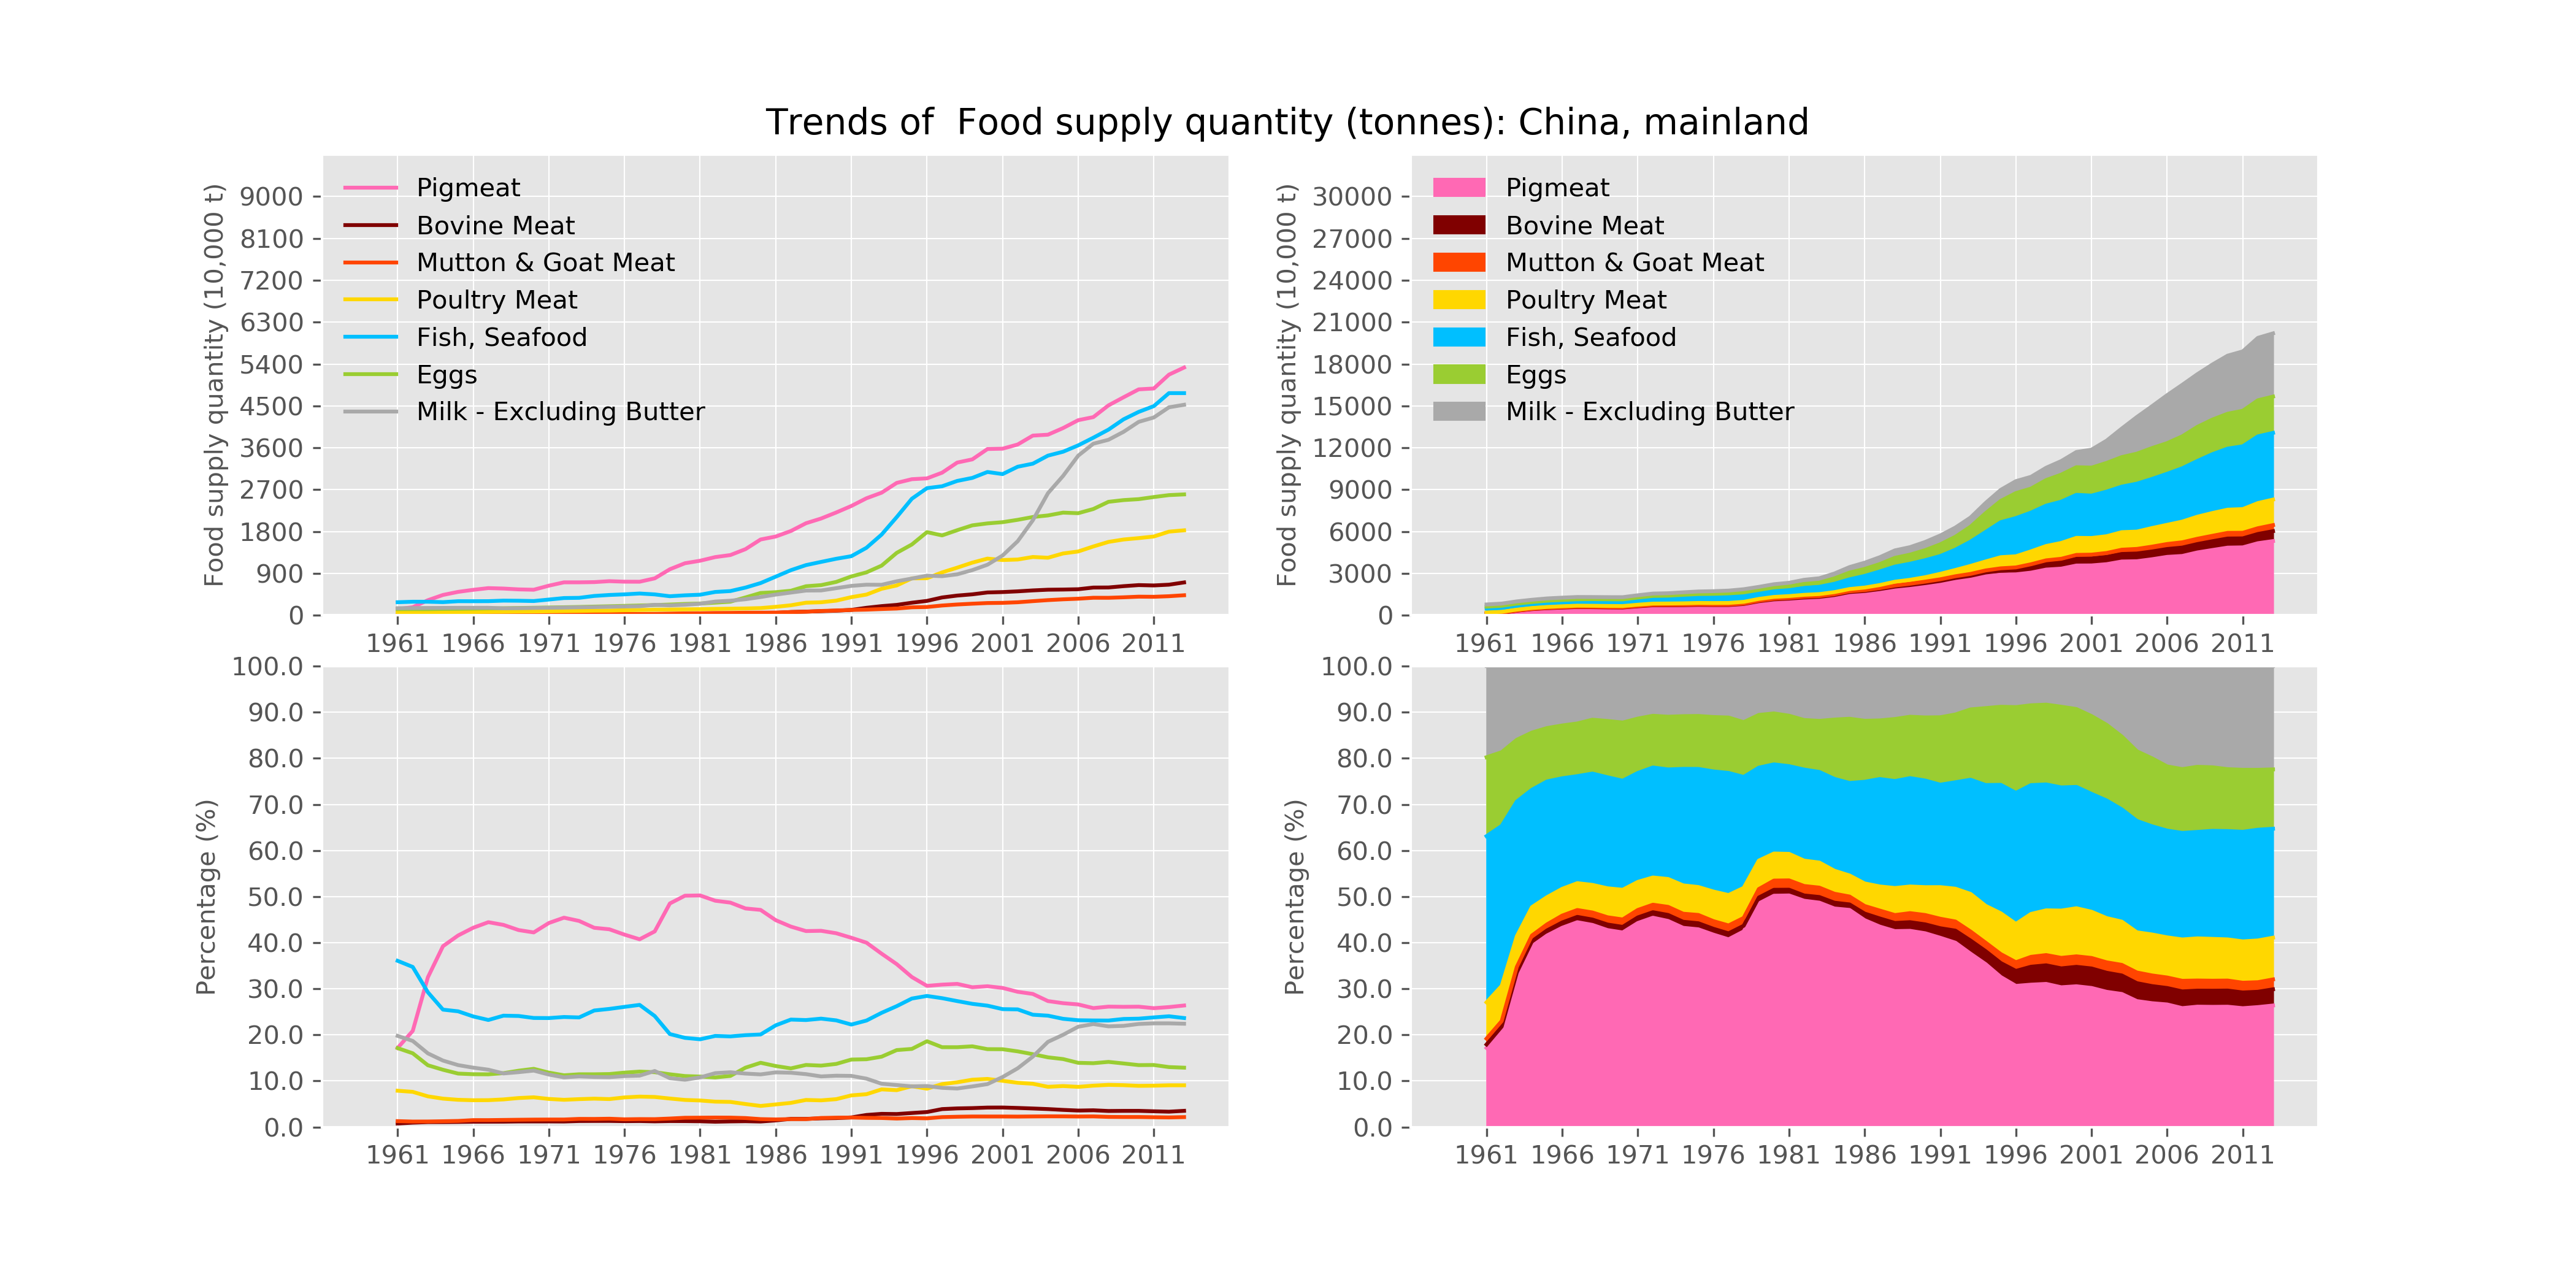 Trends of  Food supply quantity (tonnes): China, mainland
Food supply quantity (10,000 t)
9000
8100
7200
6300
5400
4500
3600
2700
1800
900
0
Pigmeat
Bovine Meat
Mutton & Goat Meat
Poultry Meat
Fish, Seafood
Eggs
Milk - Excluding Butter
1961 1966 1971 1976 1981 1986 1991 1996 2001 2006 2011
Food supply quantity (10,000 t)
30000
27000
24000
21000
18000
15000
12000
9000
6000
3000
0
Pigmeat
Bovine Meat
Mutton & Goat Meat
Poultry Meat
Fish, Seafood
Eggs
Milk - Excluding Butter
1961 1966 1971 1976 1981 1986 1991 1996 2001 2006 2011
Percentage (%)
100.0
90.0
80.0
70.0
60.0
50.0
40.0
30.0
20.0
10.0
0.0
1961 1966 1971 1976 1981 1986 1991 1996 2001 2006 2011
Percentage (%)
100.0
90.0
80.0
70.0
60.0
50.0
40.0
30.0
20.0
10.0
0.0
1961 1966 1971 1976 1981 1986 1991 1996 2001 2006 2011